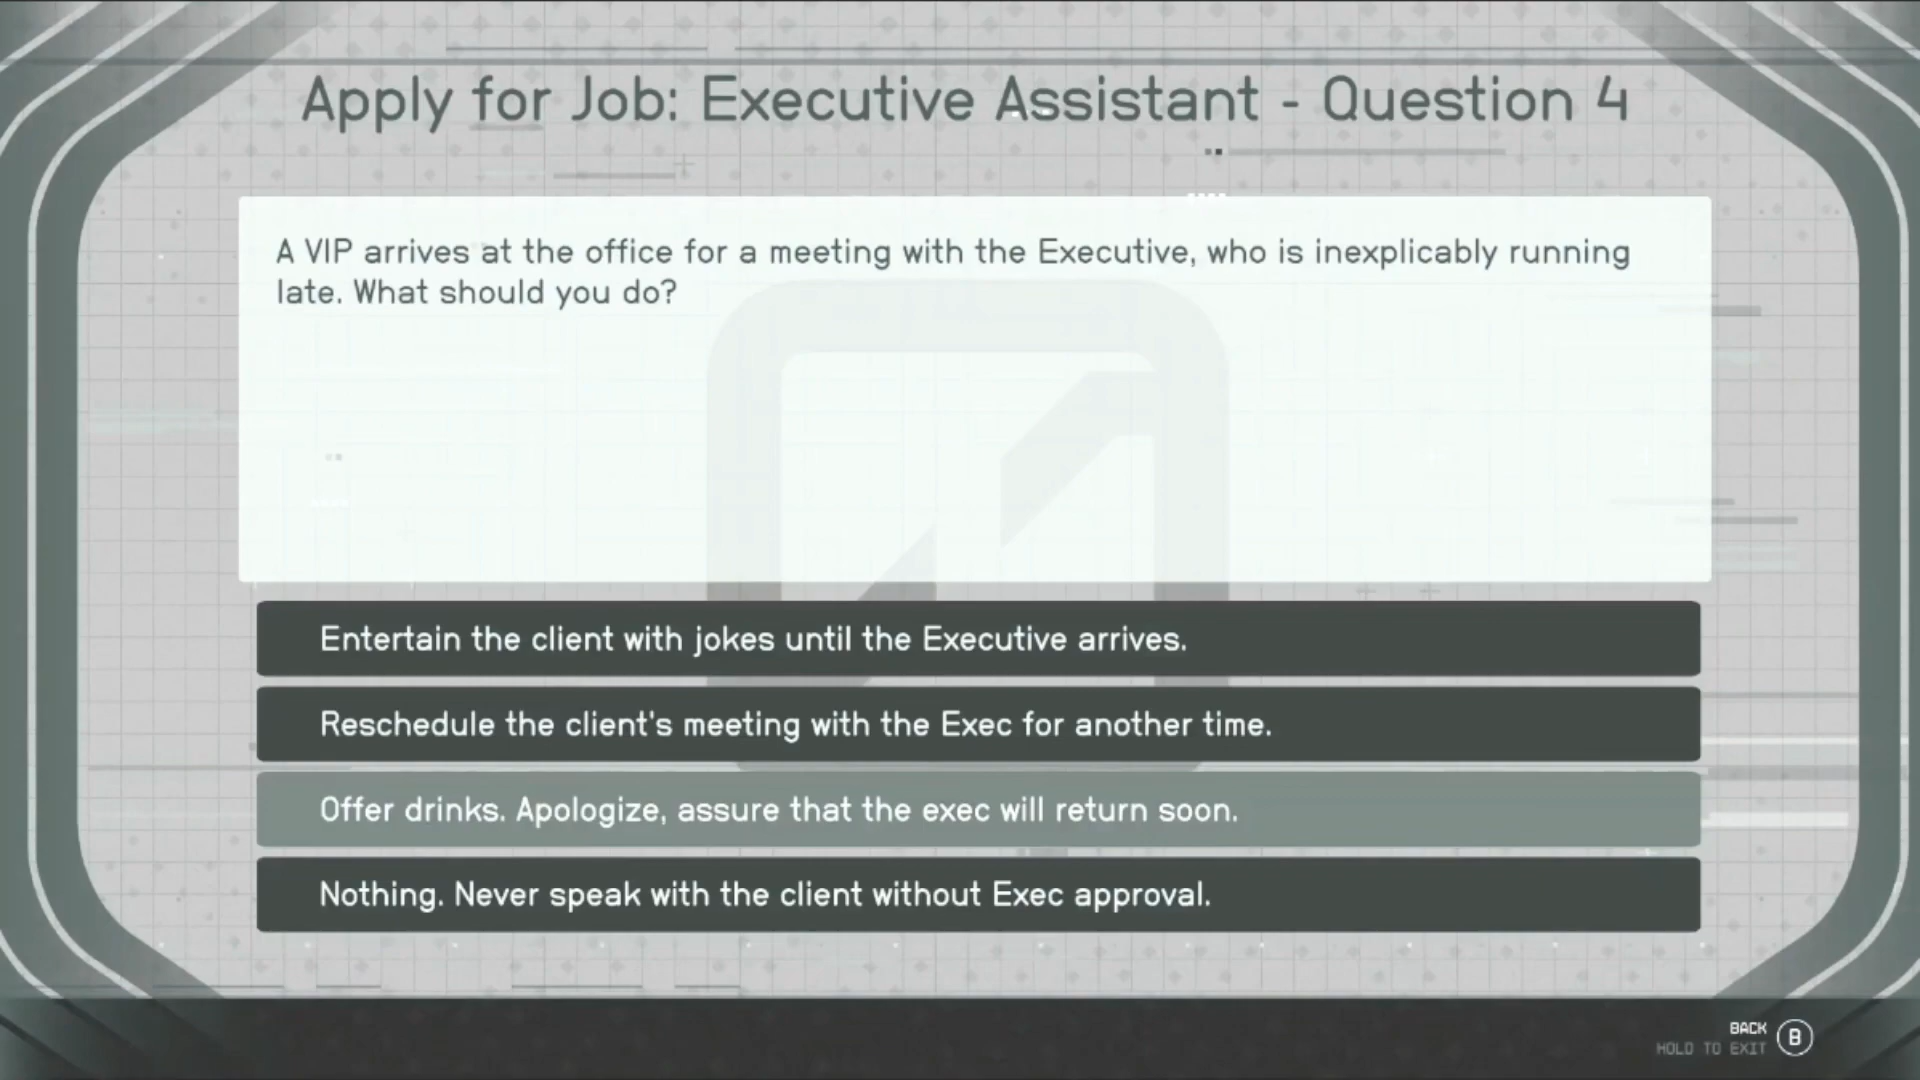 Apply for Job: Executive Assistant - Question 4
A VIP arrives at the office for a meeting with the Executive, who is inexplicably running
late. What should you do?
Entertain the client with jokes until the Executive arrives.
Reschedule the client's meeting with the Exec for another time.
Offer drinks. Apologize, assure that the exec will return soon.
Nothing. Never speak with the client without Exec approval.
BACK
HOLD TO EXIT
B